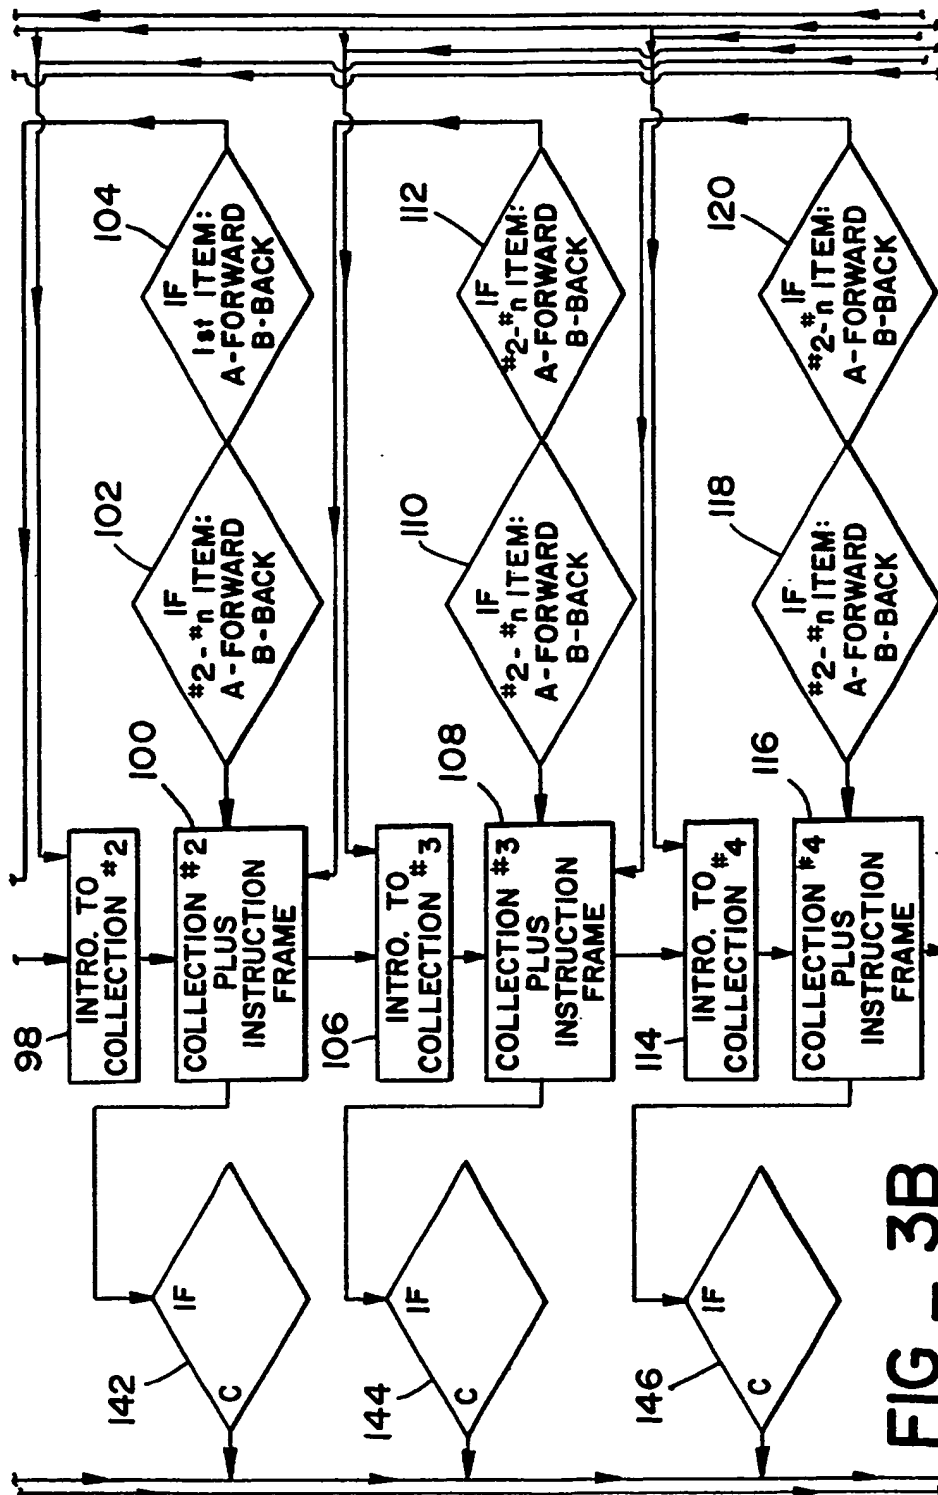 98
INTRO. TO
COLLECTION #2
100
COLLECTION #2
PLUS
INSTRUCTION
FRAME
102
IF
#2-#n ITEM:
A-FORWARD
B-BACK
104
IF
1st ITEM:
A-FORWARD
B-BACK
142
IF
C
106
INTRO. TO
COLLECTION #3
108
COLLECTION #3
PLUS
INSTRUCTION
FRAME
110
IF
#2-#n ITEM:
A-FORWARD
B-BACK
112
IF
#2-#n ITEM:
A-FORWARD
B-BACK
144
IF
C
114
INTRO. TO
COLLECTION #4
116
COLLECTION #4
PLUS
INSTRUCTION
FRAME
118
IF
#2-#n ITEM:
A-FORWARD
B-BACK
120
IF
#2-#n ITEM:
A-FORWARD
B-BACK
146
IF
C
FIG_3B